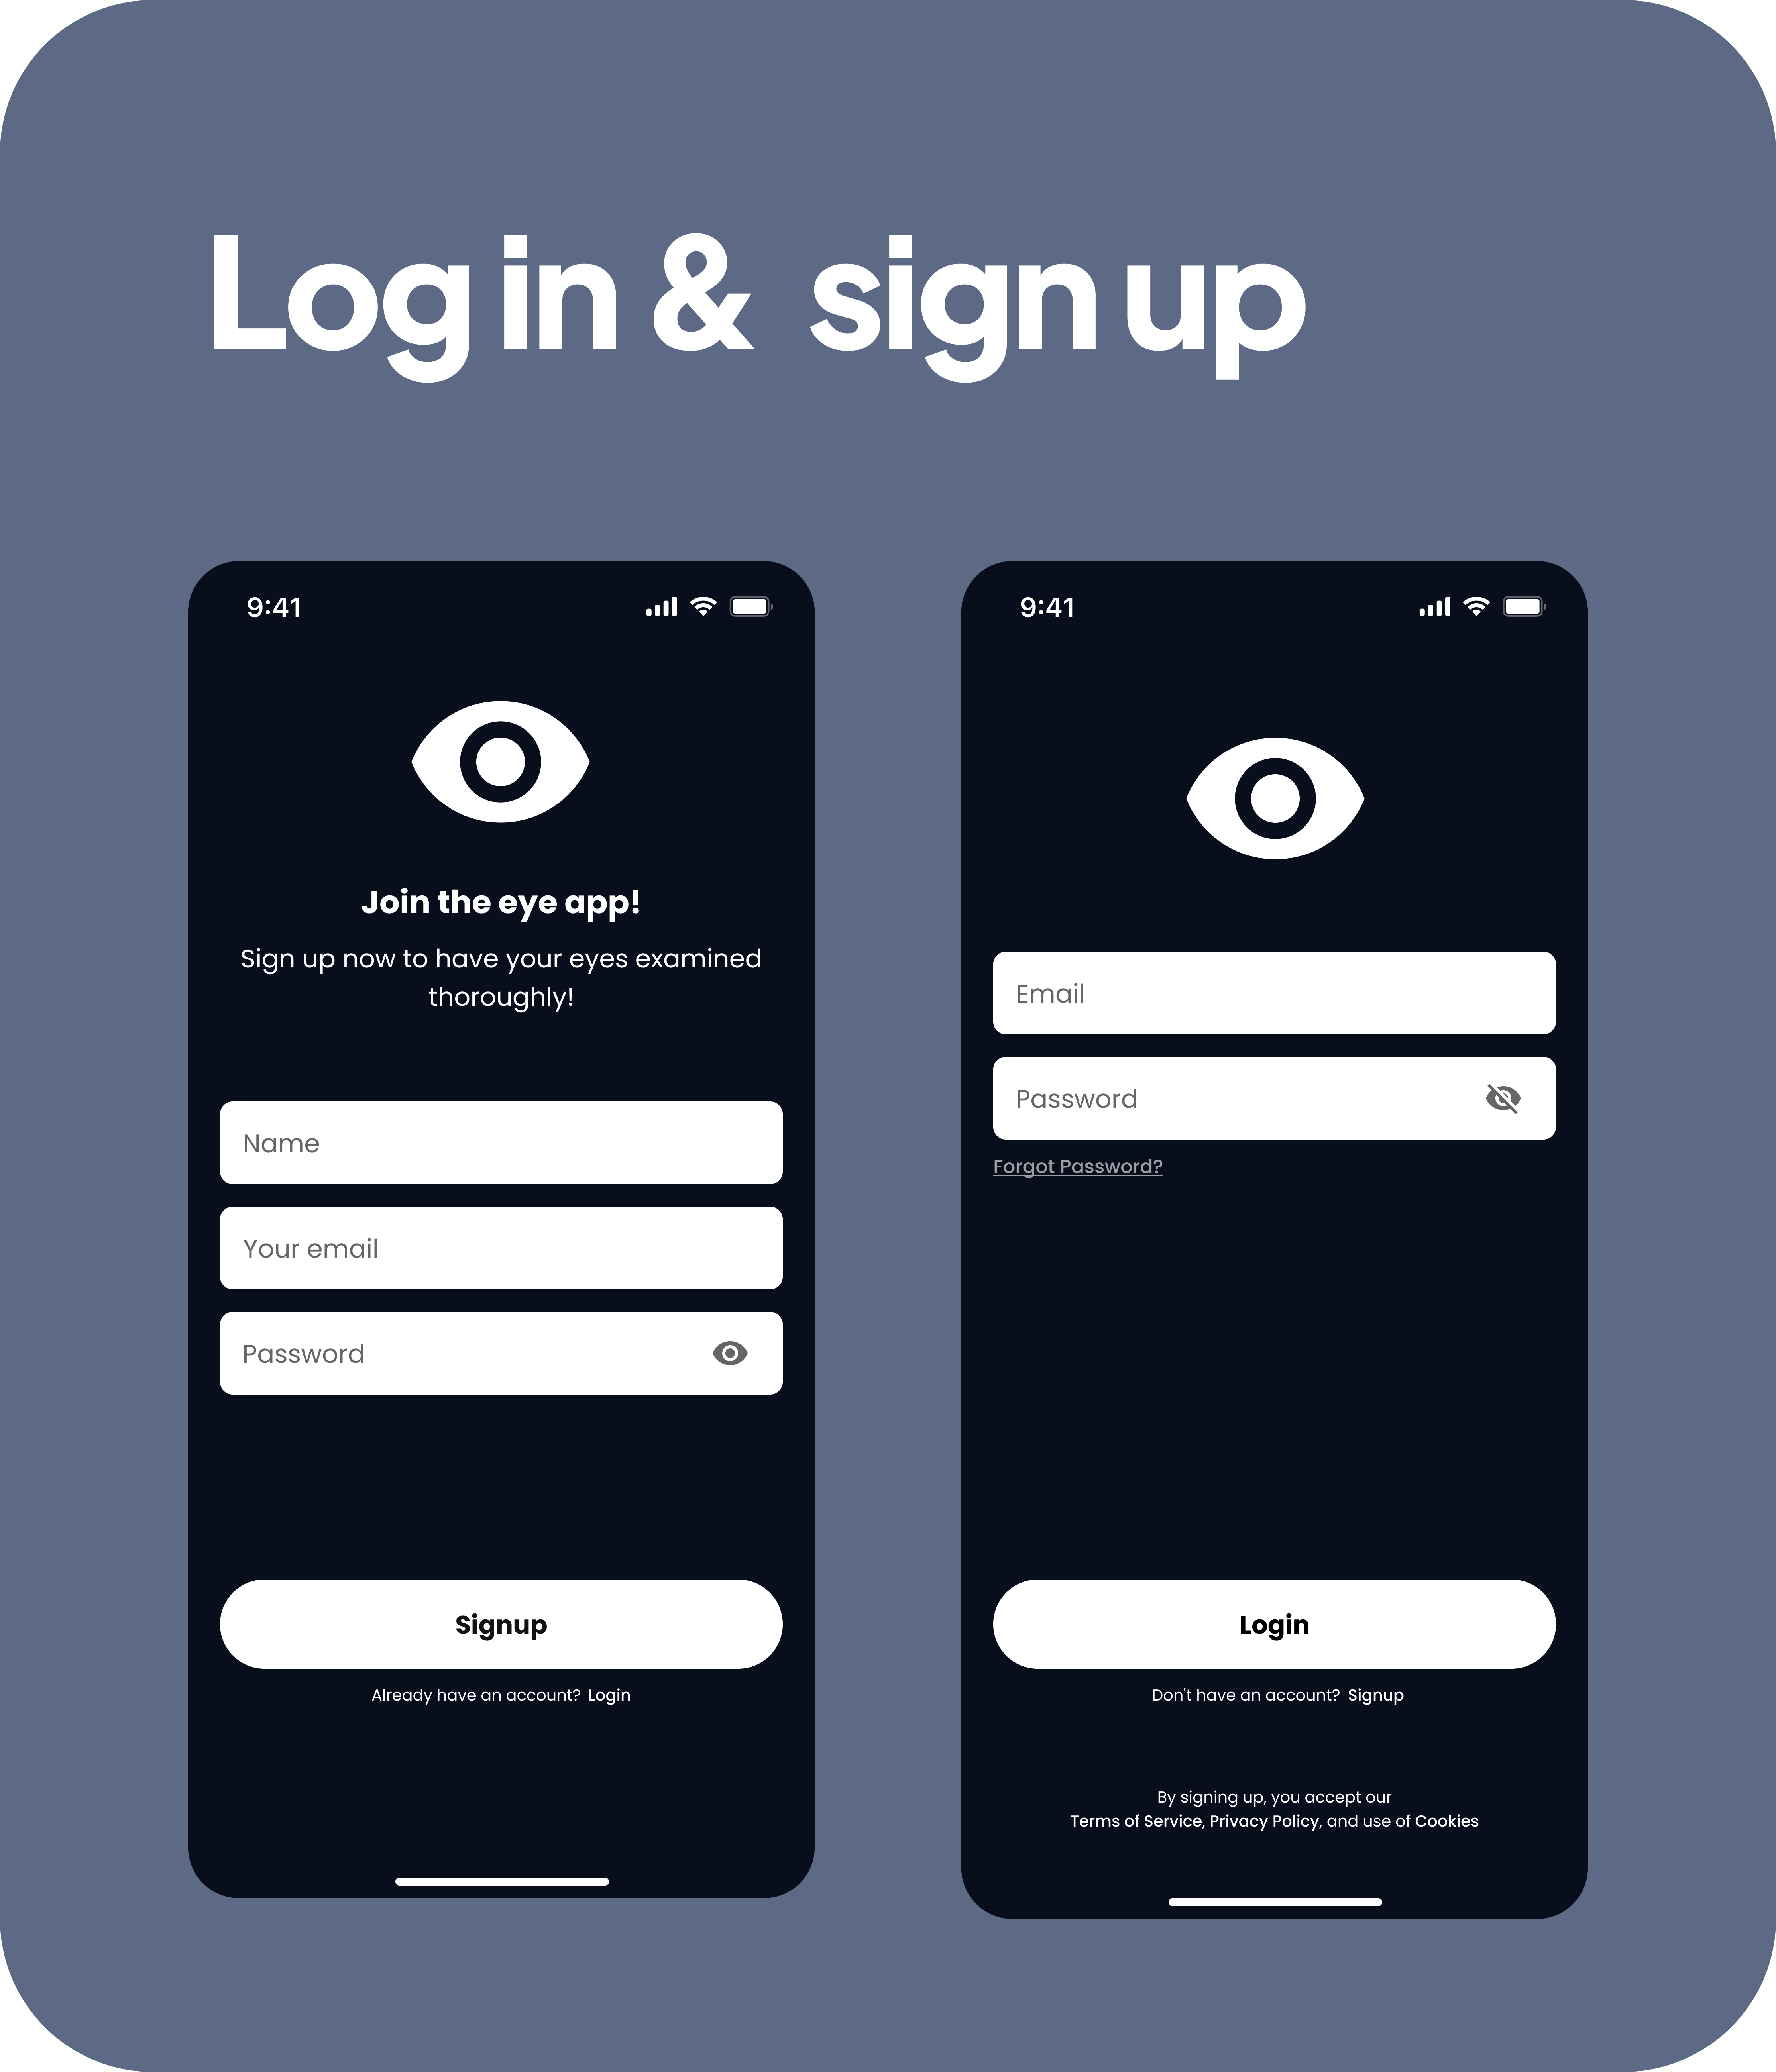 Log in & sign up
9:41
Join the eye app!
Sign up now to have your eyes examined
thoroughly!
Name
Your email
Password
Signup
Already have an account? Login
9:41
Email
Password
Forgot Password?
Login
Don't have an account? Signup
By signing up, you accept our
Terms of Service, Privacy Policy, and use of Cookies